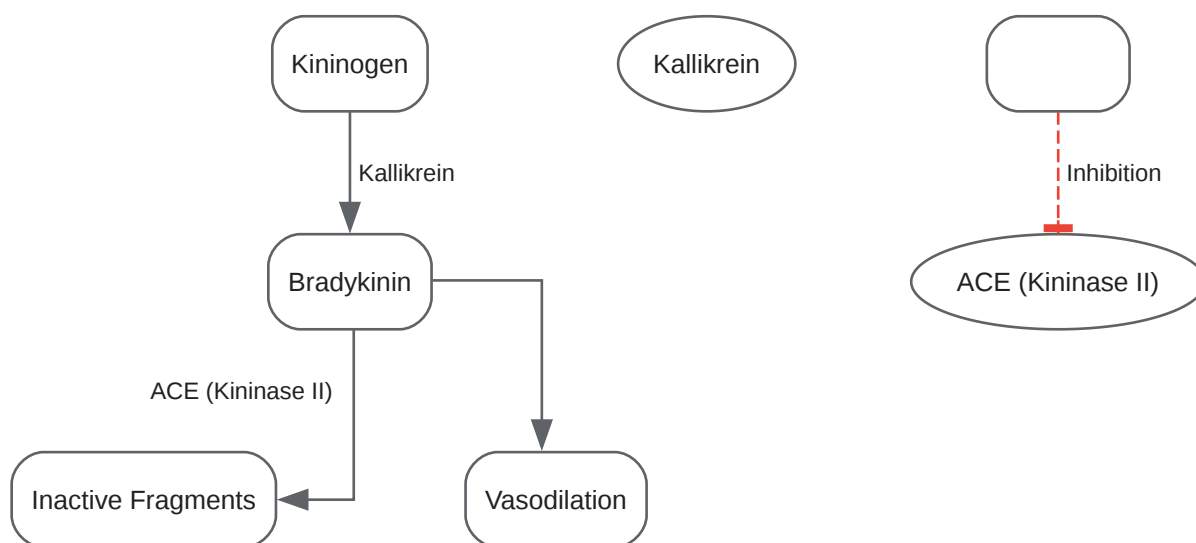 Kininogen
Kallikrein
Kallikrein
Inhibition
Bradykinin
ACE (Kininase II)
ACE (Kininase II)
Inactive Fragments
Vasodilation